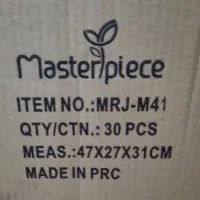 Masterpiece
ITEM NO.:MRJ-M41
QTY/CTN.: 30 PCS
MEAS.:47X27X31CM
MADE IN PRC